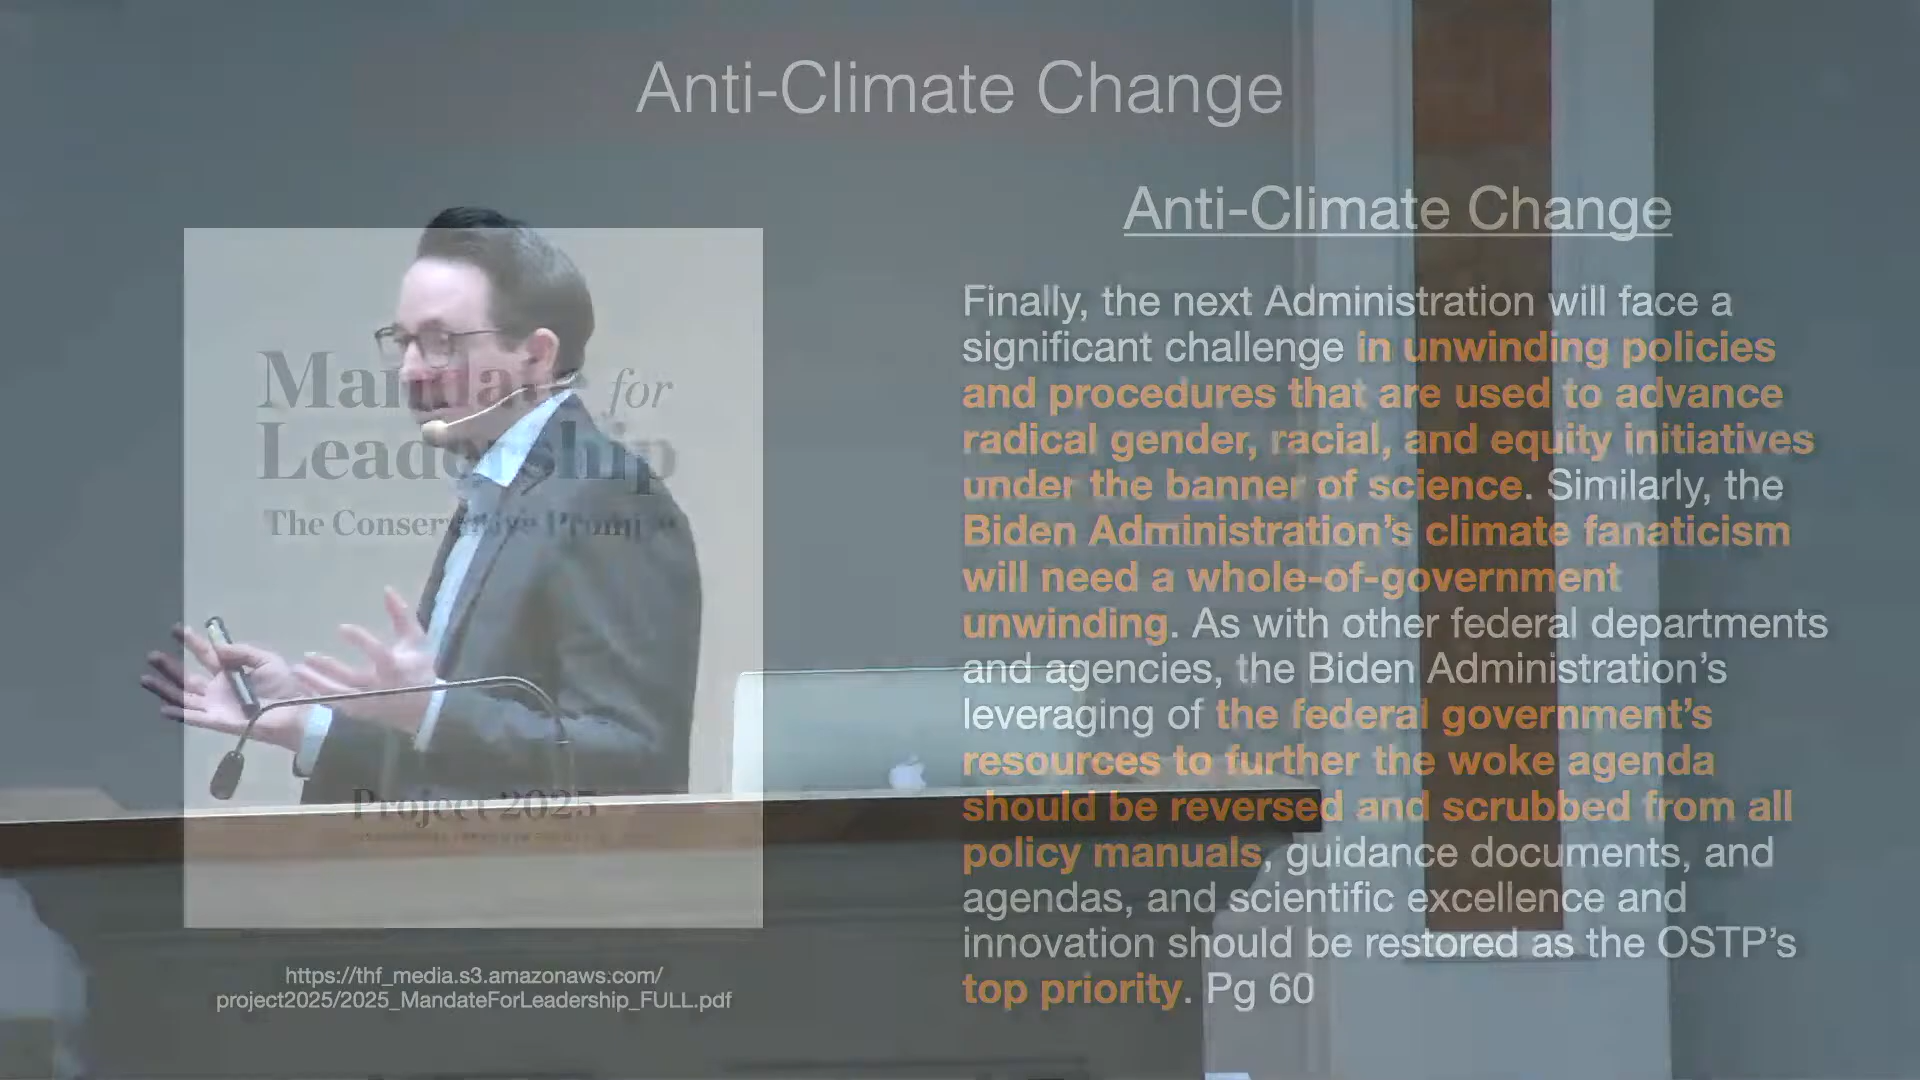 Anti-Climate Change
Anti-Climate Change
Finally, the next Administration will face a
significant challenge in unwinding policies
and procedures that are used to advance
radical gender, racial, and equity initiatives
under the banner of science. Similarly, the
Biden Administration’s climate fanaticism
will need a whole-of-government
unwinding. As with other federal departments
and agencies, the Biden Administration’s
leveraging of the federal government’s
resources to further the woke agenda
should be reversed and scrubbed from all
policy manuals, guidance documents, and
agendas, and scientific excellence and
innovation should be restored as the OSTP’s
top priority. Pg 60
Mandate for
Leadership
The Conservative Promise
Project 2025
https://thf_media.s3.amazonaws.com/
project2025/2025_MandateForLeadership_FULL.pdf